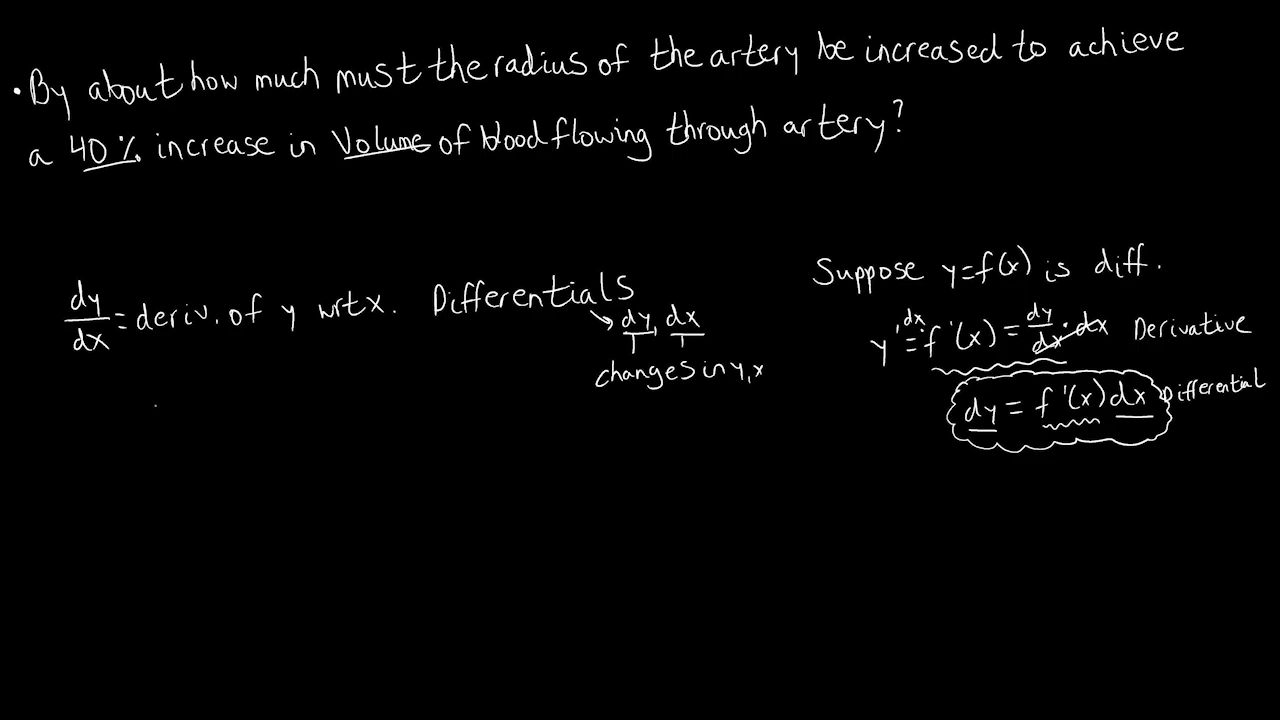 • By about how much must the radius of the artery be increased to achieve
a 40% increase in Volume of blood flowing through artery?
dy/dx = deriv. of y wrt x. Differentials
dy, dx
changes in y, x
Suppose y=f(x) is diff.
y' = f'(x) = dy/dx · dx Derivative
dx
dy = f'(x) dx Differential